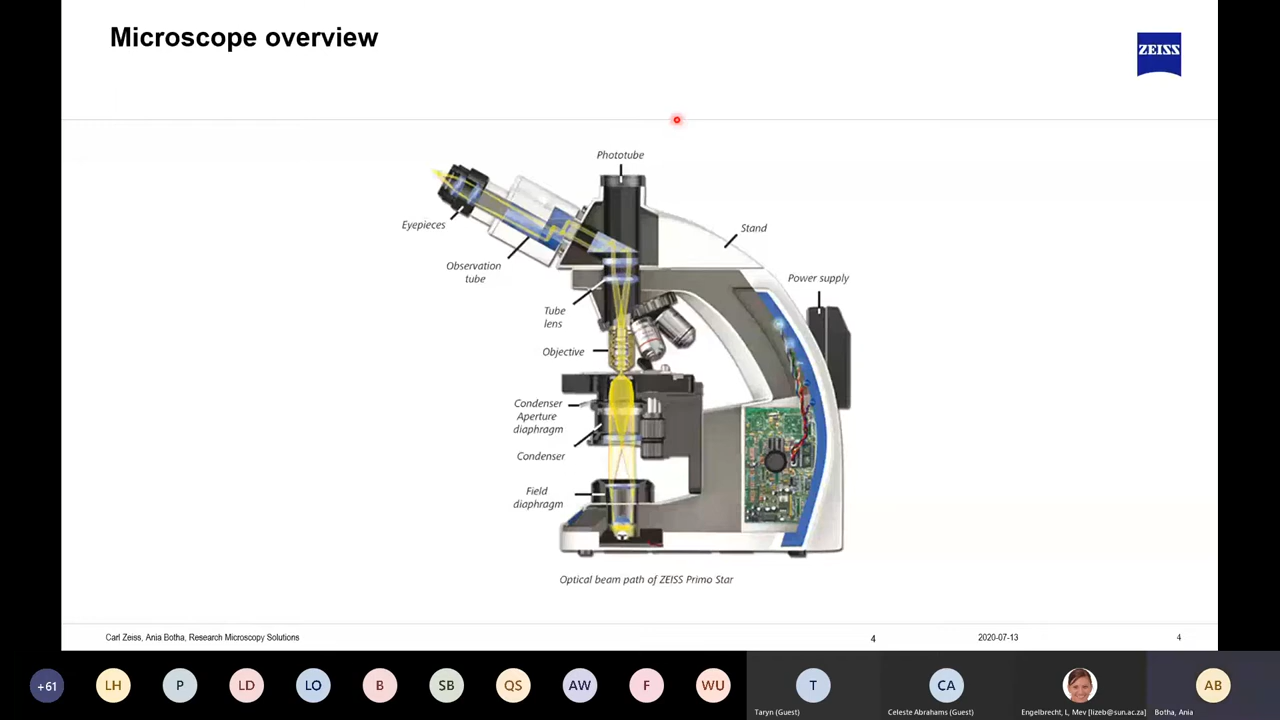 Microscope overview
ZEISS
Phototube
Eyepieces
Stand
Observation
tube
Power supply
Tube
lens
Objective
Condenser
Aperture
diaphragm
Condenser
Field
diaphragm
Optical beam path of ZEISS Primo Star
Carl Zeiss, Ania Botha, Research Microscopy Solutions
4
2020-07-13
4
+61
LH
P
LD
LO
B
SB
QS
AW
F
WU
T
CA
AB
Taryn (Guest)
Celeste Abrahams (Guest)
Engelbrecht, L, Mev [lizeb@sun.ac.za]
Botha, Ania